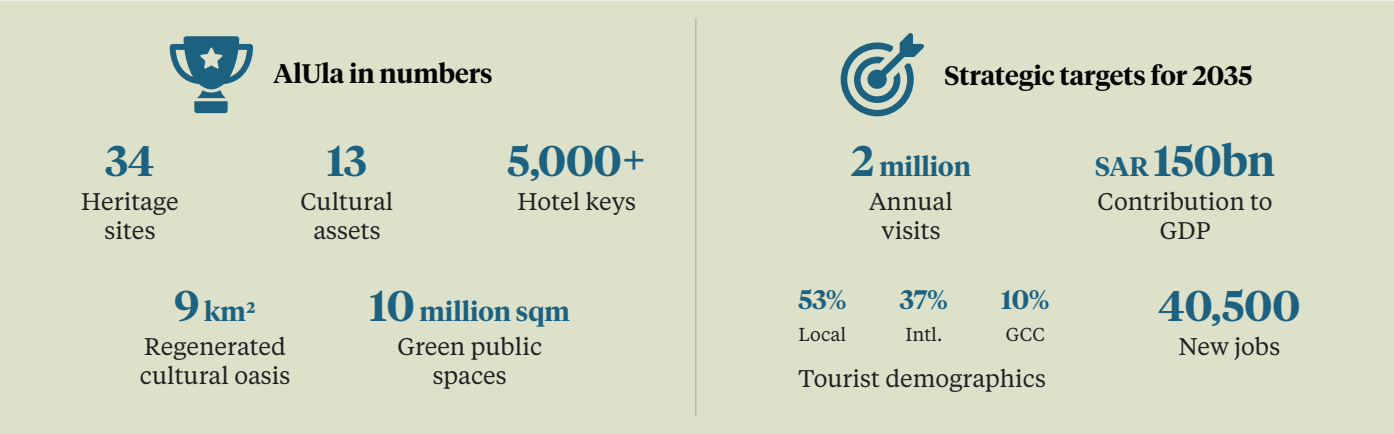 AlUla in numbers
34
Heritage
sites
13
Cultural
assets
5,000+
Hotel keys
9 km²
Regenerated
cultural oasis
10 million sqm
Green public
spaces
Strategic targets for 2035
2 million
Annual
visits
SAR 150bn
Contribution to
GDP
53%
Local
37%
Intl.
10%
GCC
Tourist demographics
40,500
New jobs